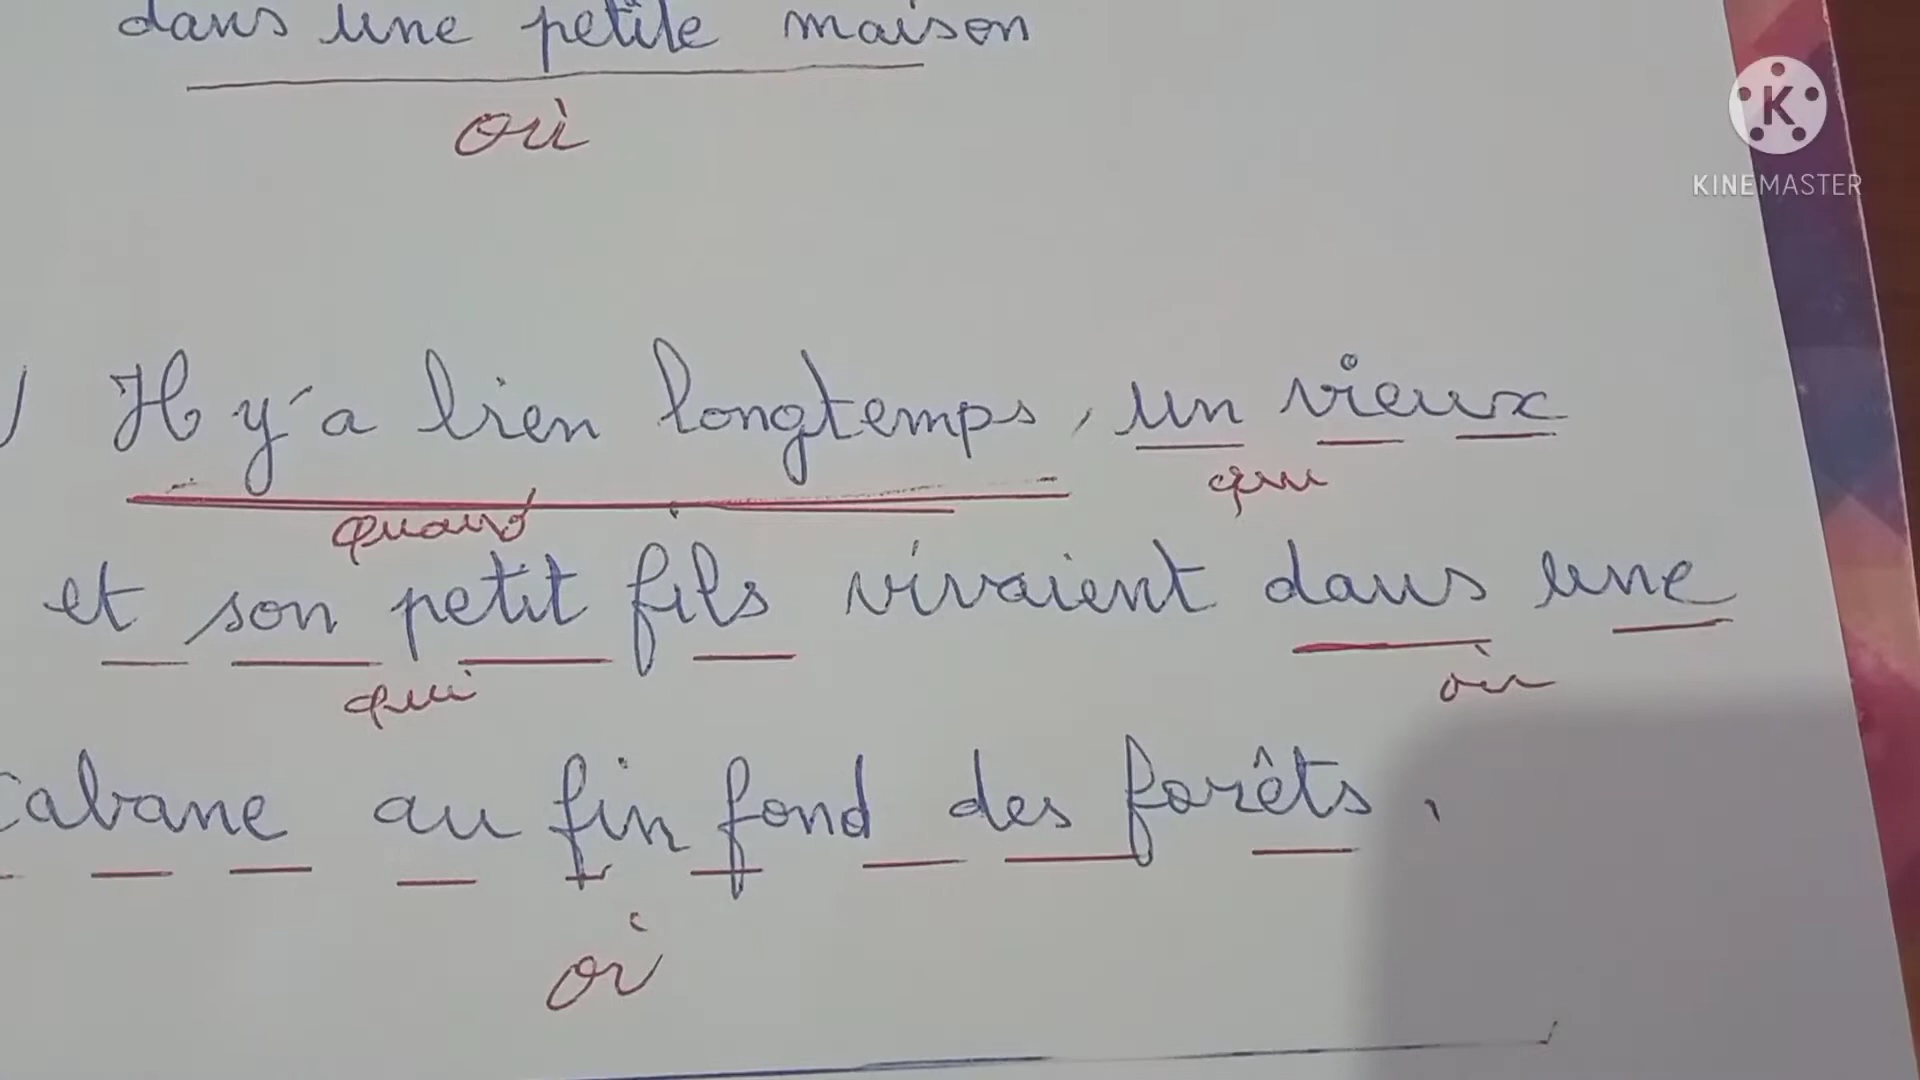 dans une petite maison
où
K
KINEMASTER
Il y'a bien longtemps, un vieux
quand qui
et son petit fils vivaient dans une
qui où
cabane au fin fond des forêts.
où